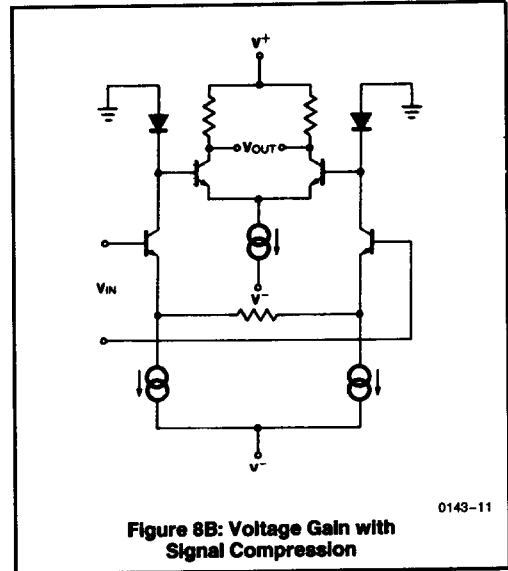 V+
VOUT
VIN
V−
V−
0143-11
Figure 8B: Voltage Gain with
Signal Compression